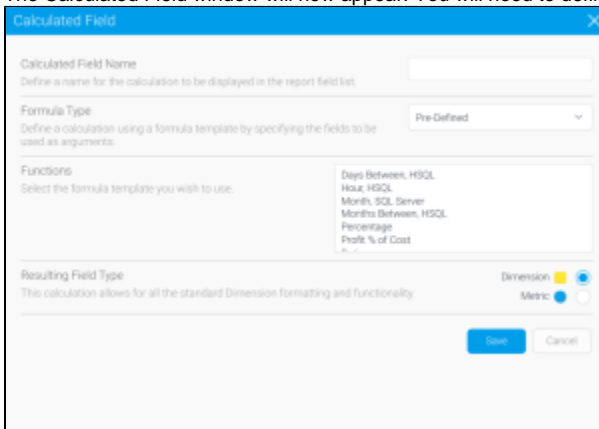 The Calculated Field window will now appear. You will need to defin
Calculated Field
Calculated Field Name
Define a name for the calculation to be displayed in the report field list.
Formula Type
Pre-Defined
Define a calculation using a formula template by specifying the fields to be
used as arguments.
Functions
Select the formula template you wish to use.
Days Between, HSQL
Hour, HSQL
Month, SQL Server
Months Between, HSQL
Percentage
Profit % of Cost
Resulting Field Type
This calculation allows for all the standard Dimension formatting and functionality.
Dimension
Metric
Save
Cancel